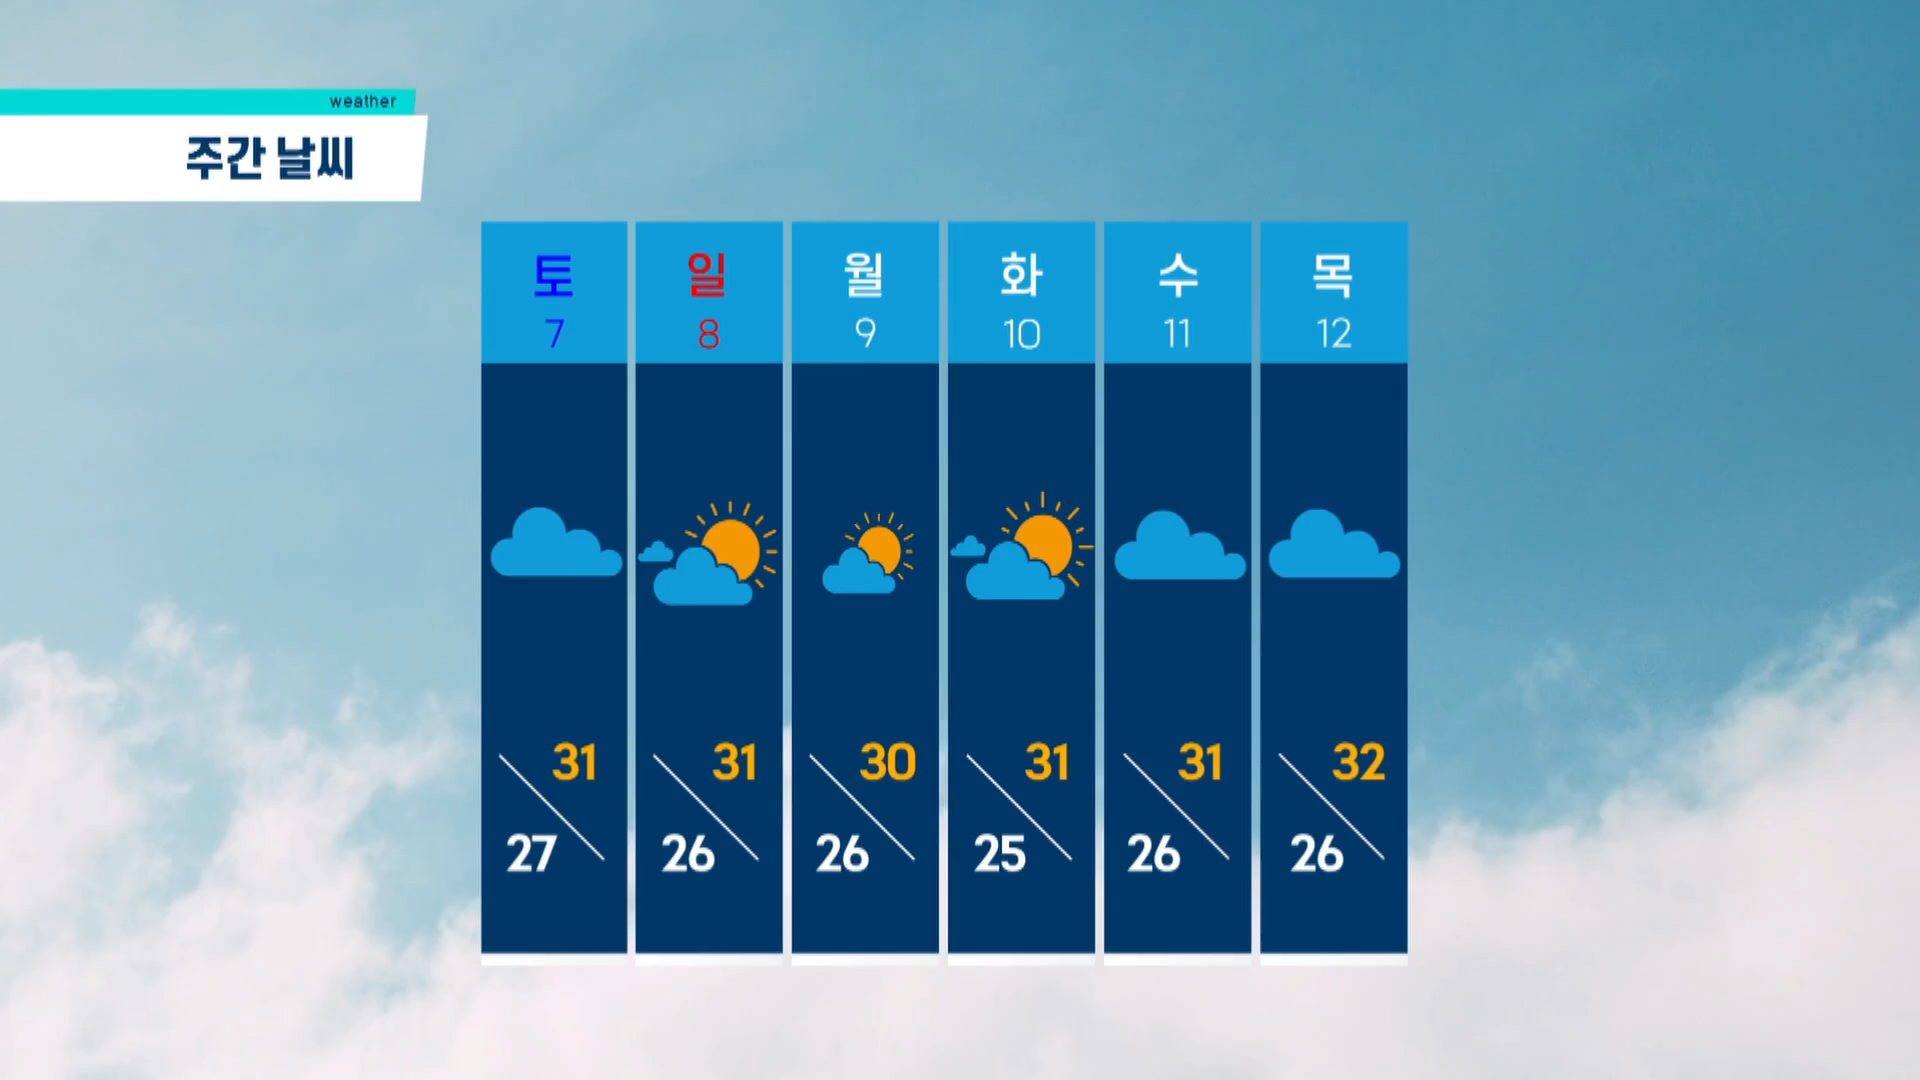 weather
주간 날씨
토 일 월 화 수 목
7 8 9 10 11 12
31 31 30 31 31 32
27 26 26 25 26 26